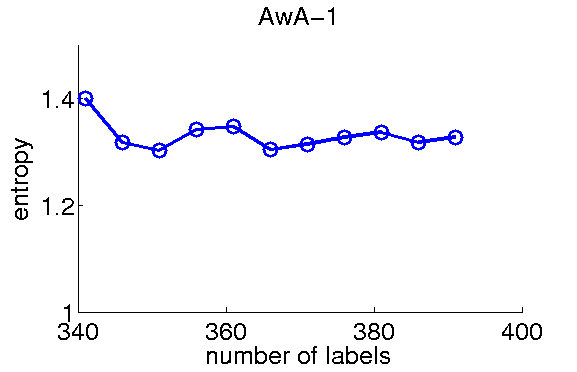 AwA−1
entropy
1.4
1.2
1
340 360 380 400
number of labels